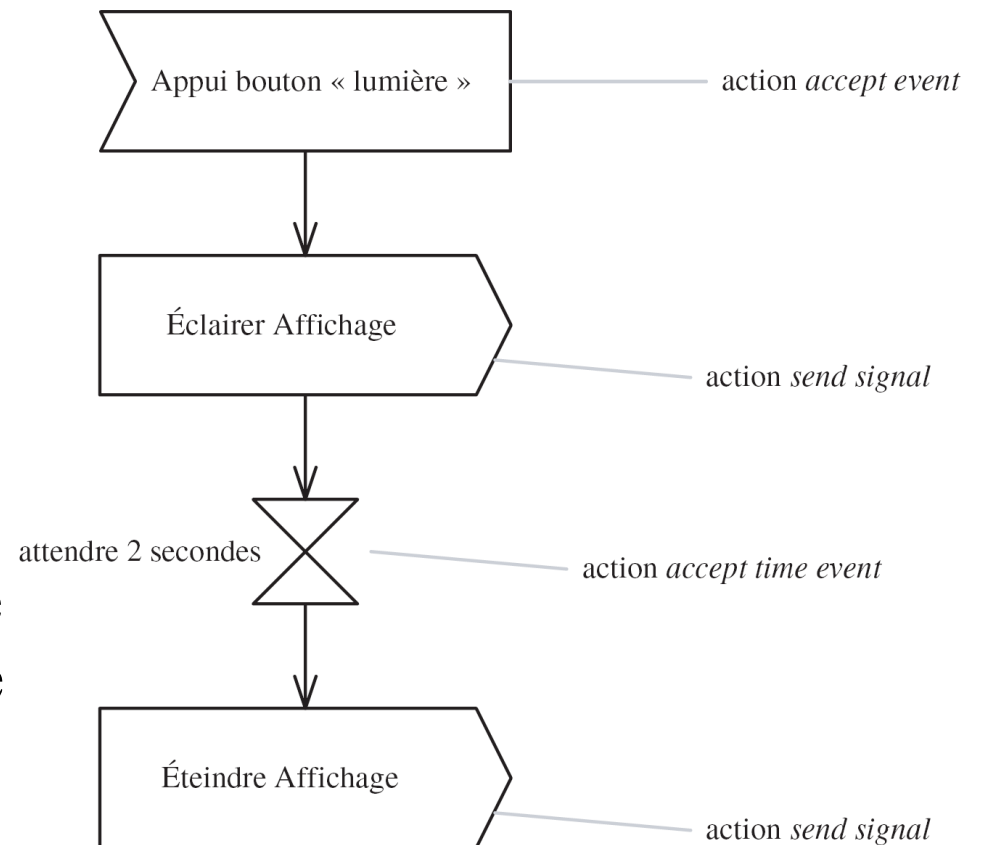 Appui bouton « lumière »
action accept event
Éclairer Affichage
action send signal
attendre 2 secondes
action accept time event
Éteindre Affichage
action send signal